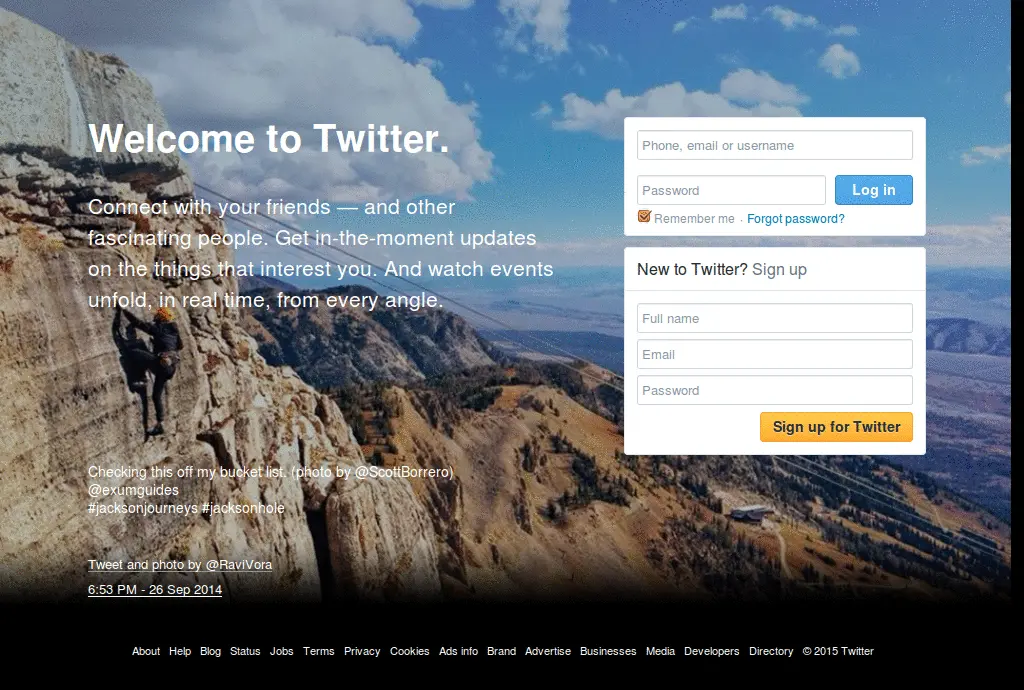 Welcome to Twitter.
Connect with your friends — and other
fascinating people. Get in-the-moment updates
on the things that interest you. And watch events
unfold, in real time, from every angle.
Phone, email or username
Password
Log in
Remember me · Forgot password?
New to Twitter? Sign up
Full name
Email
Password
Sign up for Twitter
Checking this off my bucket list. (photo by @ScottBorrero)
@exumguides
#jacksonjourneys #jacksonhole
Tweet and photo by @RaviVora
6:53 PM - 26 Sep 2014
About Help Blog Status Jobs Terms Privacy Cookies Ads info Brand Advertise Businesses Media Developers Directory © 2015 Twitter